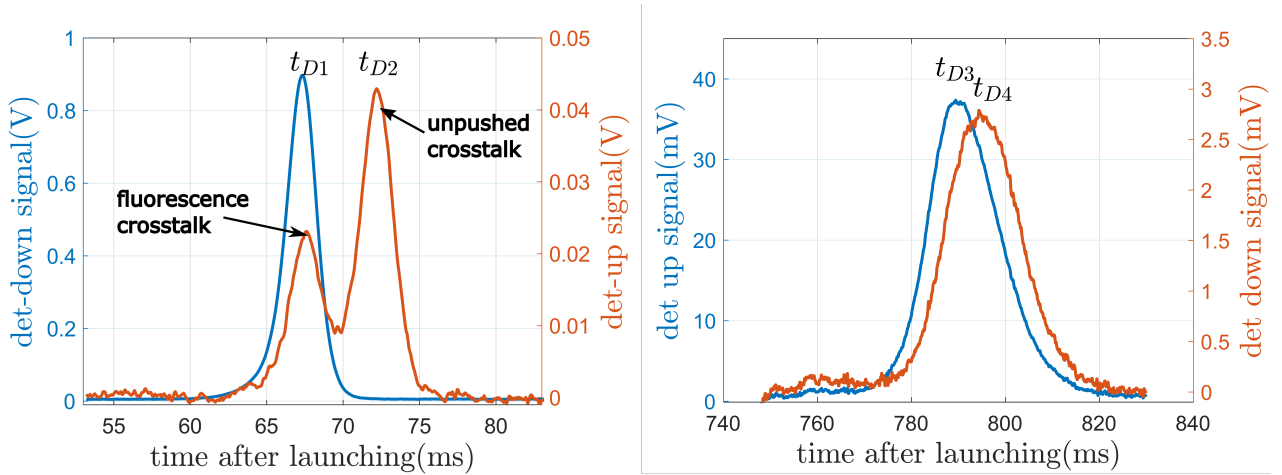 1
0.8
0.6
0.4
0.2
0
det-down signal(V)
0.05
0.04
0.03
0.02
0.01
0
det-up signal(V)
t_{D1}
t_{D2}
unpushed
crosstalk
fluorescence
crosstalk
55 60 65 70 75 80
time after launching(ms)
40
30
20
10
0
det up signal(mV)
3.5
3
2.5
2
1.5
1
0.5
0
det down signal(mV)
t_{D3}
t_{D4}
740 760 780 800 820 840
time after launching(ms)